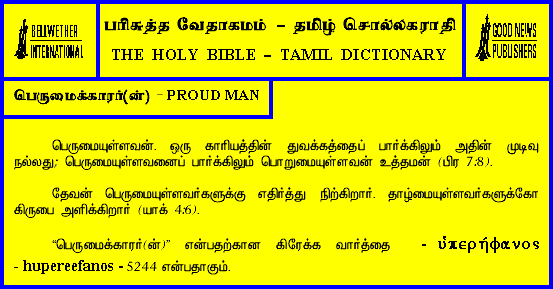 BELLWETHER
INTERNATIONAL
பரிசுத்த வேதாகமம் – தமிழ் சொல்லகராதி
THE HOLY BIBLE – TAMIL DICTIONARY
GOOD NEWS
PUBLISHERS
பெருமைக்காரர்(ன்) – PROUD MAN
பெருமையுள்ளவன். ஒரு காரியத்தின் துவக்கத்தைப் பார்க்கிலும் அதின் முடிவு
நல்லது; பெருமையுள்ளவனைப் பார்க்கிலும் பொறுமையுள்ளவன் உத்தமன் (பிர 7:8).
தேவன் பெருமையுள்ளவர்களுக்கு எதிர்த்து நிற்கிறார். தாழ்மையுள்ளவர்களுக்கோ
கிருபை அளிக்கிறார் (யாக் 4:6).
“பெருமைக்காரர்(ன்)” என்பதற்கான கிரேக்க வார்த்தை - ὑπερήφανος
- hupereefanos - 5244 என்பதாகும்.